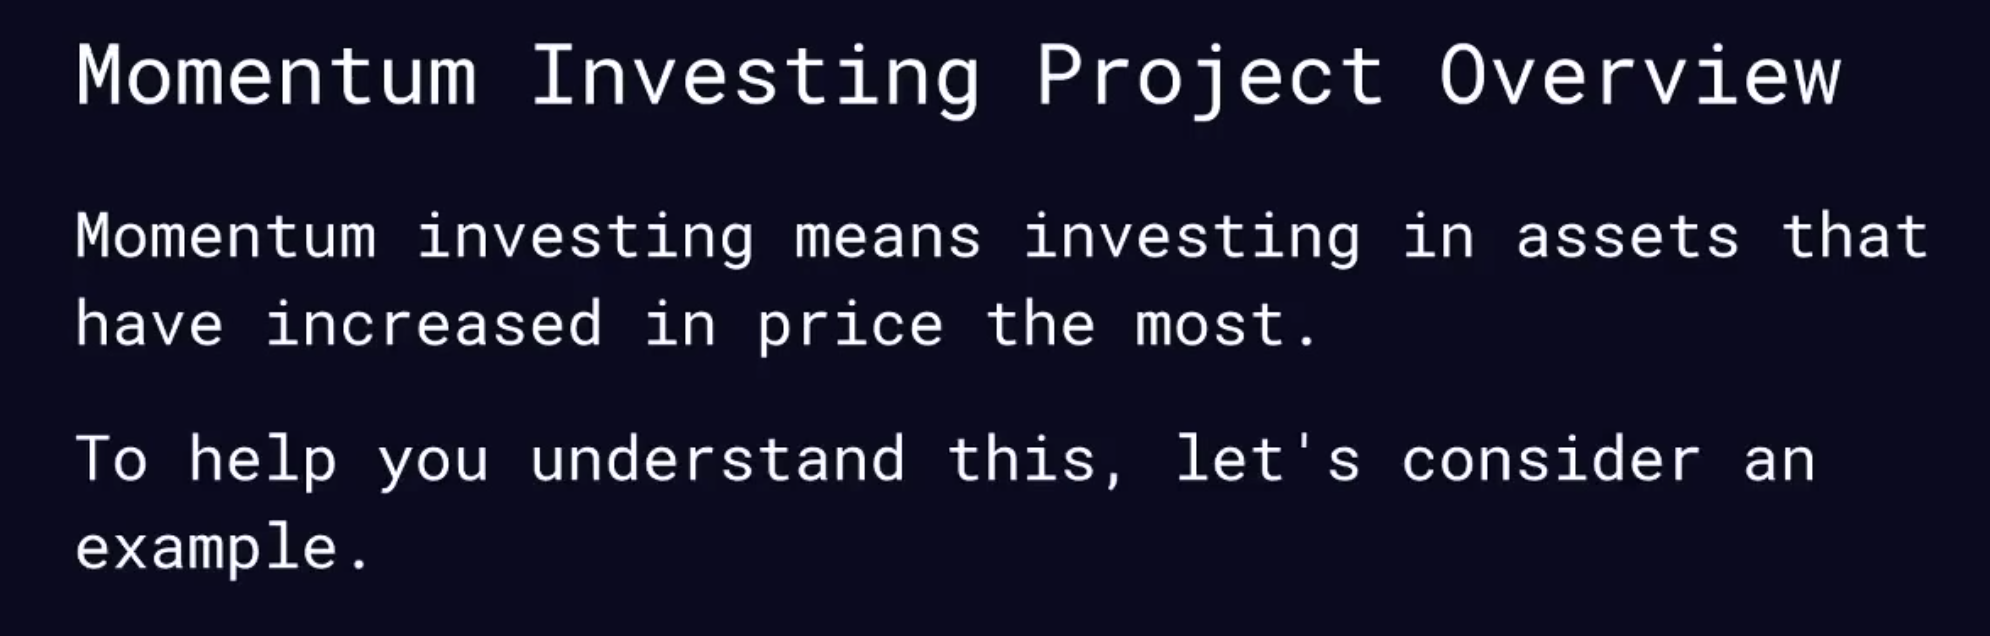 Momentum Investing Project Overview
Momentum investing means investing in assets that
have increased in price the most.
To help you understand this, let's consider an
example.